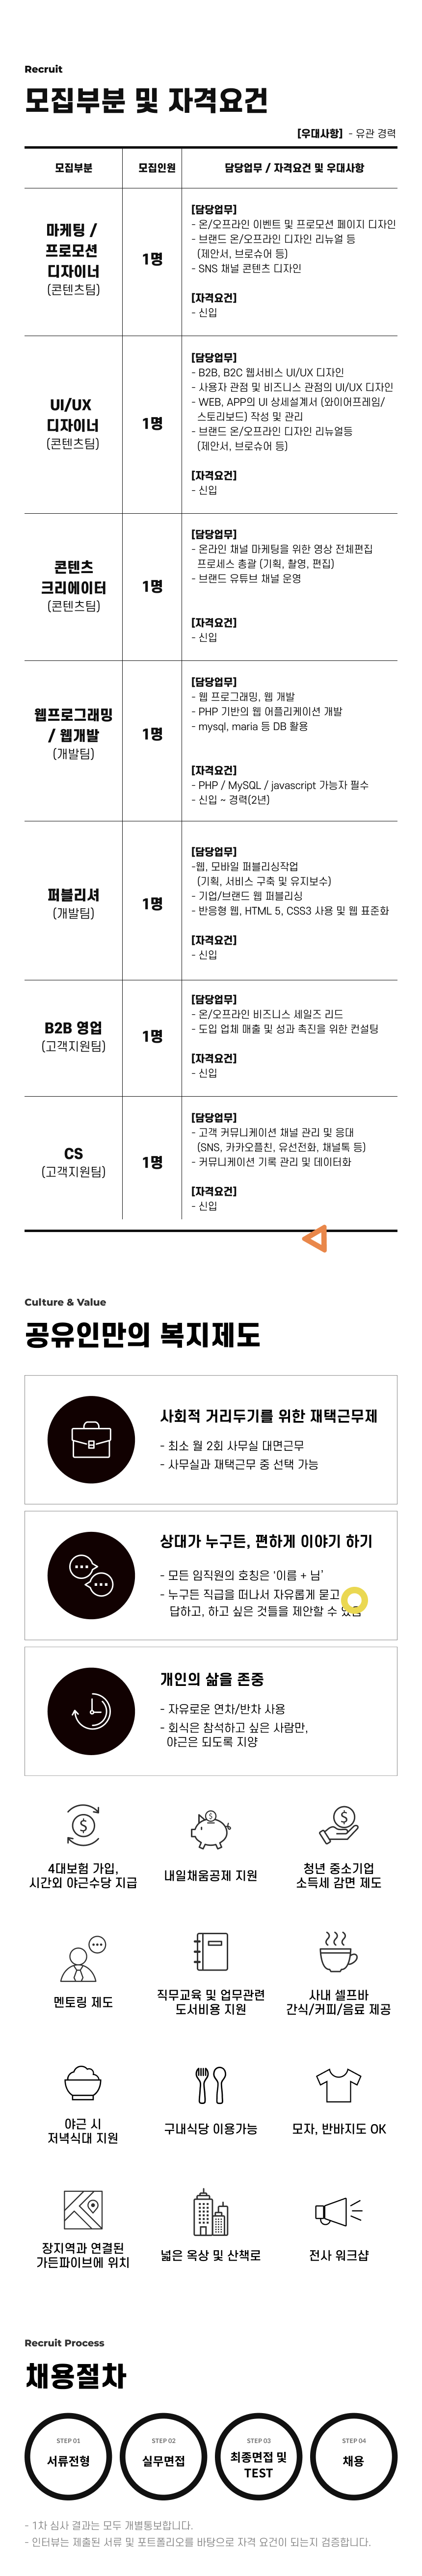 Recruit
모집부분 및 자격요건
[우대사항] - 유관 경력
모집부분
모집인원
담당업무 / 자격요건 및 우대사항
마케팅 /
프로모션
디자이너
(콘텐츠팀)
1명
[담당업무]
- 온/오프라인 이벤트 및 프로모션 페이지 디자인
- 브랜드 온/오프라인 디자인 리뉴얼 등
(제안서, 브로슈어 등)
- SNS 채널 콘텐츠 디자인
[자격요건]
- 신입
UI/UX
디자이너
(콘텐츠팀)
1명
[담당업무]
- B2B, B2C 웹서비스 UI/UX 디자인
- 사용자 관점 및 비즈니스 관점의 UI/UX 디자인
- WEB, APP의 UI 상세설계서 (와이어프레임/
스토리보드) 작성 및 관리
- 브랜드 온/오프라인 디자인 리뉴얼등
(제안서, 브로슈어 등)
[자격요건]
- 신입
콘텐츠
크리에이터
(콘텐츠팀)
1명
[담당업무]
- 온라인 채널 마케팅을 위한 영상 전체편집
프로세스 총괄 (기획, 촬영, 편집)
- 브랜드 유튜브 채널 운영
[자격요건]
- 신입
웹프로그래밍
/ 웹개발
(개발팀)
1명
[담당업무]
- 웹 프로그래밍, 웹 개발
- PHP 기반의 웹 어플리케이션 개발
- mysql, maria 등 DB 활용
[자격요건]
- PHP / MySQL / javascript 가능자 필수
- 신입 ~ 경력(2년)
퍼블리셔
(개발팀)
1명
[담당업무]
-웹, 모바일 퍼블리싱작업
(기획, 서비스 구축 및 유지보수)
- 기업/브랜드 웹 퍼블리싱
- 반응형 웹, HTML 5, CSS3 사용 및 웹 표준화
[자격요건]
- 신입
B2B 영업
(고객지원팀)
1명
[담당업무]
- 온/오프라인 비즈니스 세일즈 리드
- 도입 업체 매출 및 성과 촉진을 위한 컨설팅
[자격요건]
- 신입
CS
(고객지원팀)
1명
[담당업무]
- 고객 커뮤니케이션 채널 관리 및 응대
(SNS, 카카오플친, 유선전화, 채널톡 등)
- 커뮤니케이션 기록 관리 및 데이터화
[자격요건]
- 신입
Culture & Value
공유인만의 복지제도
사회적 거리두기를 위한 재택근무제
- 최소 월 2회 사무실 대면근무
- 사무실과 재택근무 중 선택 가능
상대가 누구든, 편하게 이야기 하기
- 모든 임직원의 호칭은 '이름 + 님'
- 누구든 직급을 떠나서 자유롭게 묻고
답하고, 하고 싶은 것들을 제안할 수
개인의 삶을 존중
- 자유로운 연차/반차 사용
- 회식은 참석하고 싶은 사람만,
야근은 되도록 지양
4대보험 가입,
시간외 야근수당 지급
내일채움공제 지원
청년 중소기업
소득세 감면 제도
멘토링 제도
직무교육 및 업무관련
도서비용 지원
사내 셀프바
간식/커피/음료 제공
야근 시
저녁식대 지원
구내식당 이용가능
모자, 반바지도 OK
장지역과 연결된
가든파이브에 위치
넓은 옥상 및 산책로
전사 워크샵
Recruit Process
채용절차
STEP 01
서류전형
STEP 02
실무면접
STEP 03
최종면접 및
TEST
STEP 04
채용
- 1차 심사 결과는 모두 개별통보합니다.
- 인터뷰는 제출된 서류 및 포트폴리오를 바탕으로 자격 요건이 되는지 검증합니다.